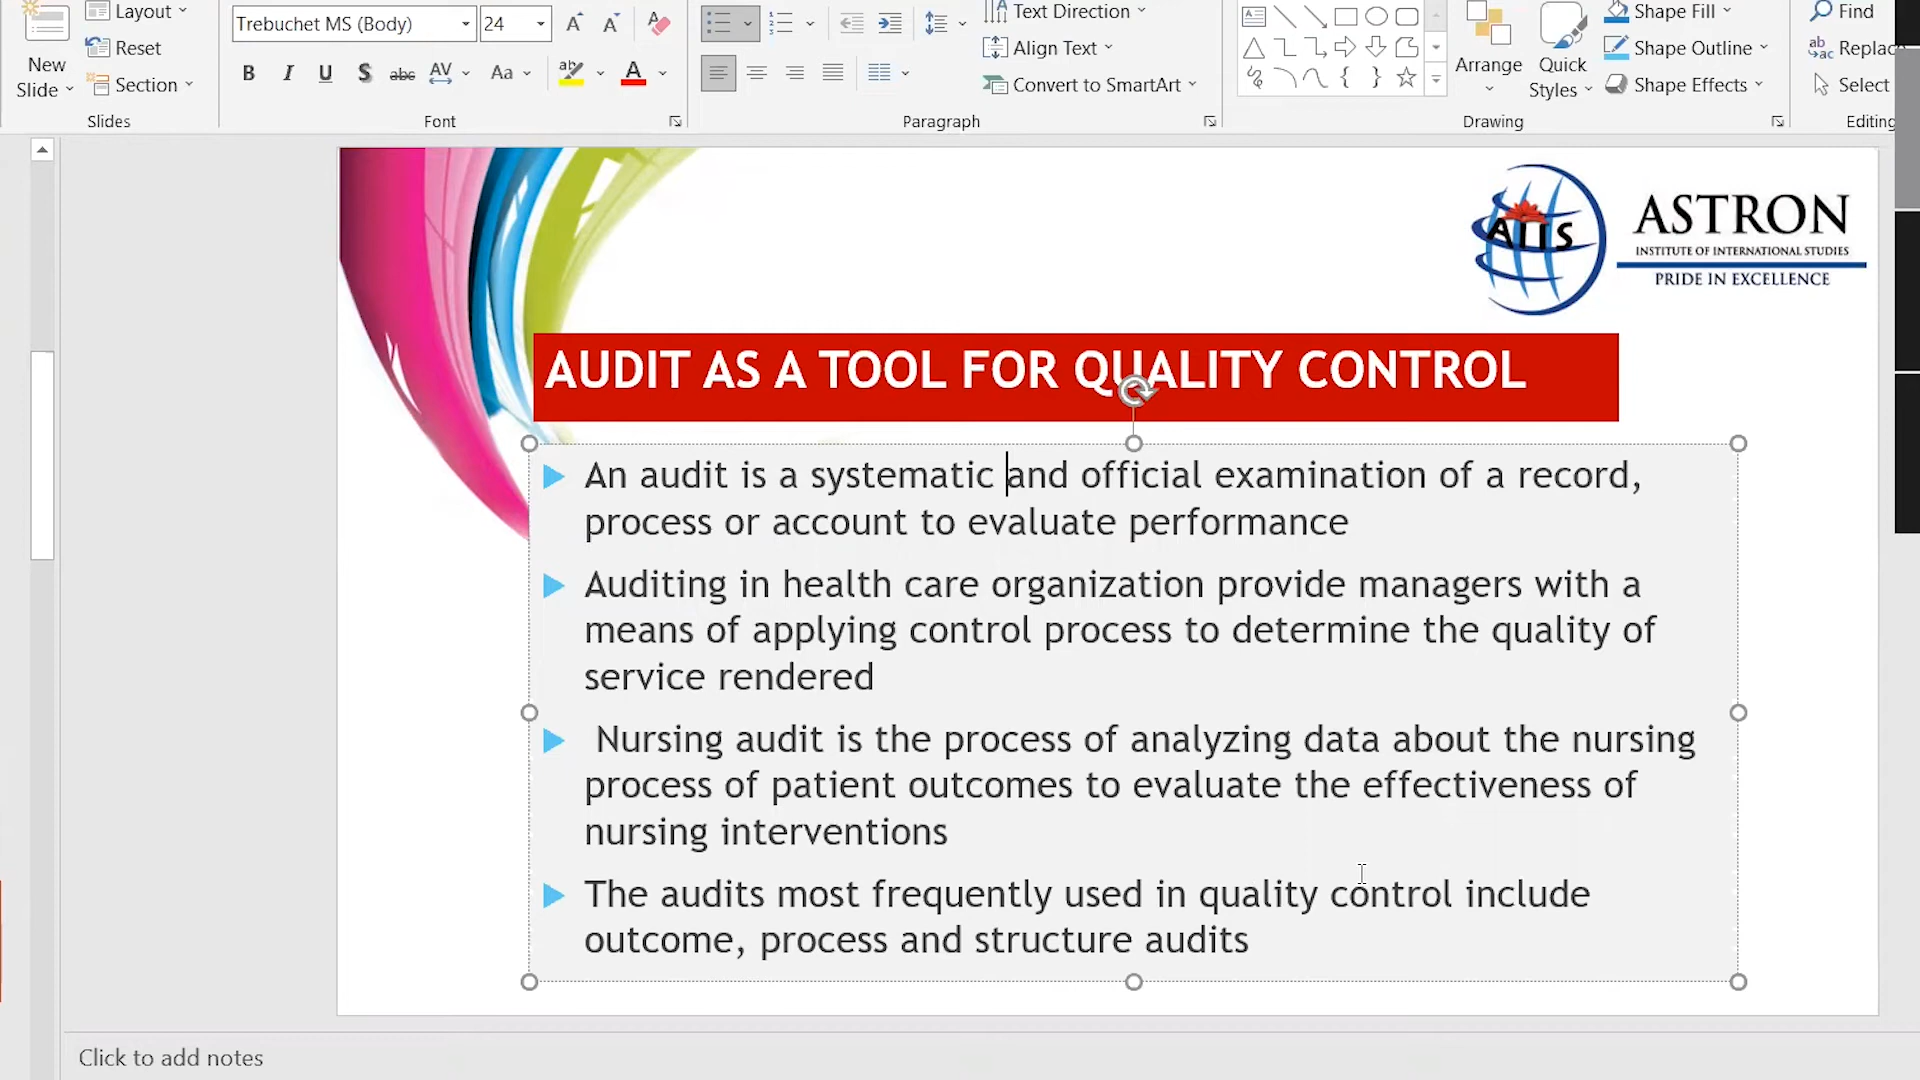 Layout
Reset
New
Slide
Section
Slides
Trebuchet MS (Body)
24
B I U S abc AV Aa A
Font
Text Direction
Align Text
Convert to SmartArt
Paragraph
Arrange
Quick
Styles
Shape Fill
Shape Outline
Shape Effects
Drawing
Find
Replac
Select
Editing
ALIS
ASTRON
INSTITUTE OF INTERNATIONAL STUDIES
PRIDE IN EXCELLENCE
AUDIT AS A TOOL FOR QUALITY CONTROL
An audit is a systematic and official examination of a record,
process or account to evaluate performance
Auditing in health care organization provide managers with a
means of applying control process to determine the quality of
service rendered
Nursing audit is the process of analyzing data about the nursing
process of patient outcomes to evaluate the effectiveness of
nursing interventions
The audits most frequently used in quality control include
outcome, process and structure audits
Click to add notes